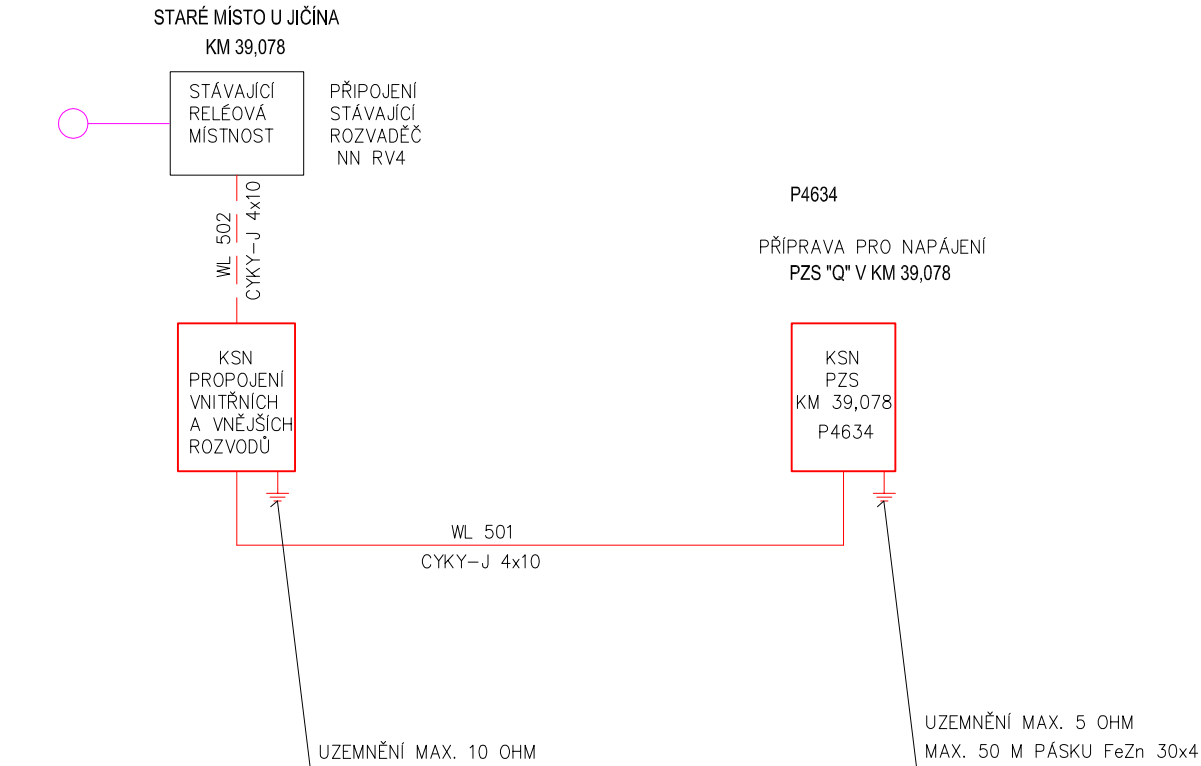 STARÉ MÍSTO U JIČÍNA
KM 39,078
STÁVAJÍCÍ
RELÉOVÁ
MÍSTNOST
PŘIPOJENÍ
STÁVAJÍCÍ
ROZVADĚČ
NN RV4
WL 502
CYKY-J 4x10
P4634
PŘÍPRAVA PRO NAPÁJENÍ
PZS "Q" V KM 39,078
KSN
PROPOJENÍ
VNITŘNÍCH
A VNĚJŠÍCH
ROZVODŮ
KSN
PZS
KM 39,078
P4634
WL 501
CYKY-J 4x10
UZEMNĚNÍ MAX. 10 OHM
UZEMNĚNÍ MAX. 5 OHM
MAX. 50 M PÁSKU FeZn 30x4